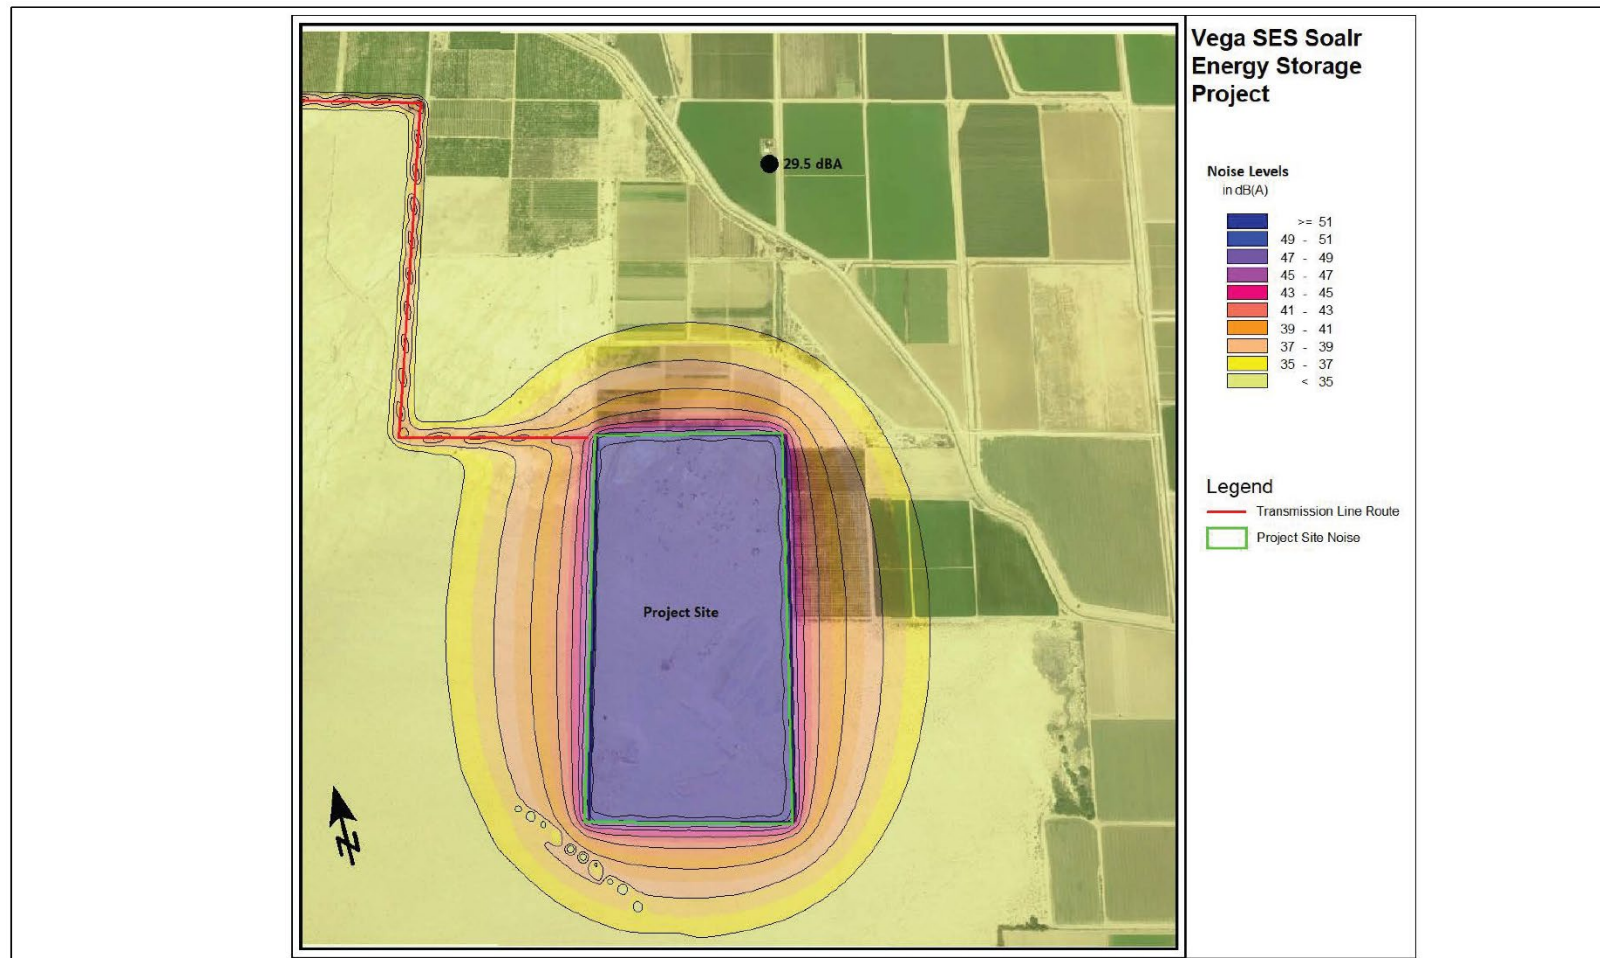 Vega SES Soalr
Energy Storage
Project
29.5 dBA
Noise Levels
in dB(A)
>= 51
49 - 51
47 - 49
45 - 47
43 - 45
41 - 43
39 - 41
37 - 39
35 - 37
< 35
Legend
Transmission Line Route
Project Site Noise
Project Site
N